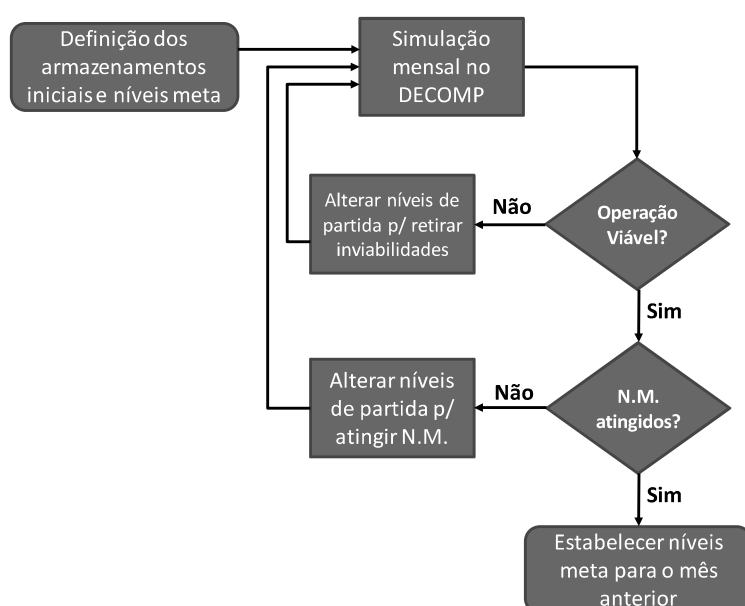 Definição dos
armazenamentos
iniciais e níveis meta
Simulação
mensal no
DECOMP
Alterar níveis de
partida p/ retirar
inviabilidades
Não
Operação
Viável?
Sim
Alterar níveis
de partida p/
atingir N.M.
Não
N.M.
atingidos?
Sim
Estabelecer níveis
meta para o mês
anterior